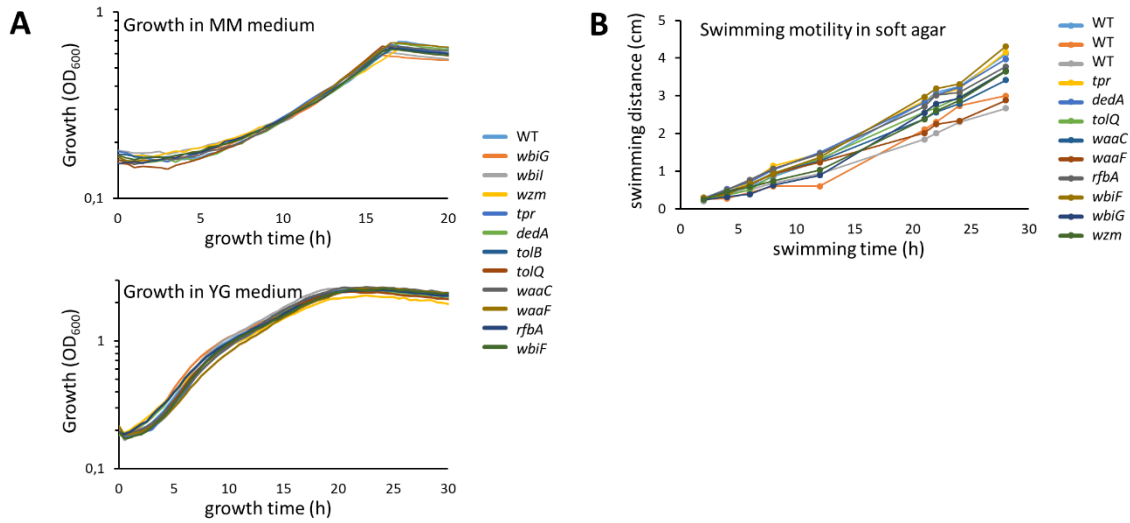 A
Growth in MM medium
1
0,1
Growth (OD600)
0 5 10 15 20
growth time (h)
Growth in YG medium
1
0,1
Growth (OD600)
0 5 10 15 20 25 30
growth time (h)
WT
wbiG
wbiI
wzm
tpr
dedA
tolB
tolQ
waaC
waaF
rfbA
wbiF
B
Swimming motility in soft agar
swimming distance (cm)
5
4
3
2
1
0
0 5 10 15 20 25 30
swimming time (h)
WT
WT
WT
tpr
dedA
tolQ
waaC
waaF
rfbA
wbiF
wbiG
wzm